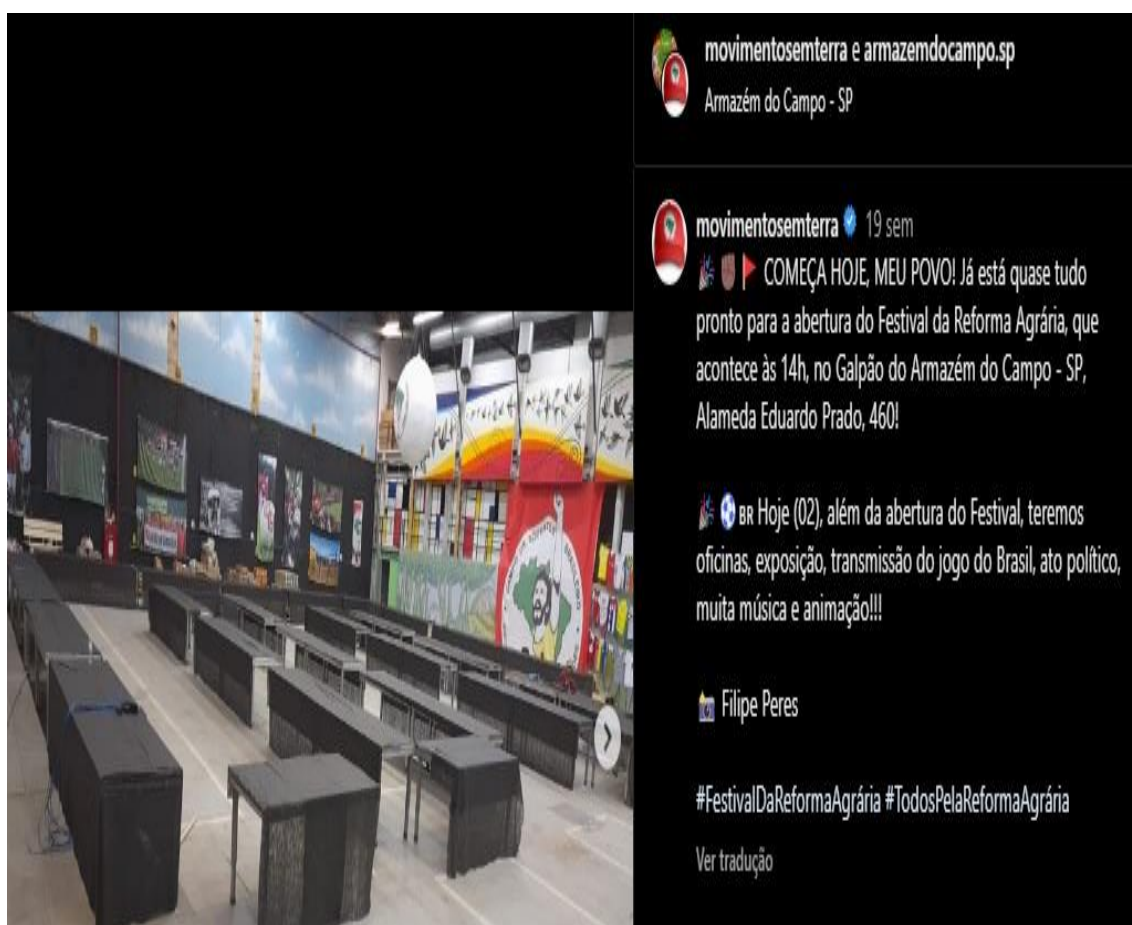 movimentosemterra e armazemdocampo.sp
Armazém do Campo - SP
movimentosemterra 19 sem
🎉✊🏿🚩 COMEÇA HOJE, MEU POVO! Já está quase tudo
pronto para a abertura do Festival da Reforma Agrária, que
acontece às 14h, no Galpão do Armazém do Campo - SP,
Alameda Eduardo Prado, 460!
🎉⚽BR Hoje (02), além da abertura do Festival, teremos
oficinas, exposição, transmissão do jogo do Brasil, ato político,
muita música e animação!!!
📸 Filipe Peres
#FestivalDaReformaAgrária #TodosPelaReformaAgrária
Ver tradução